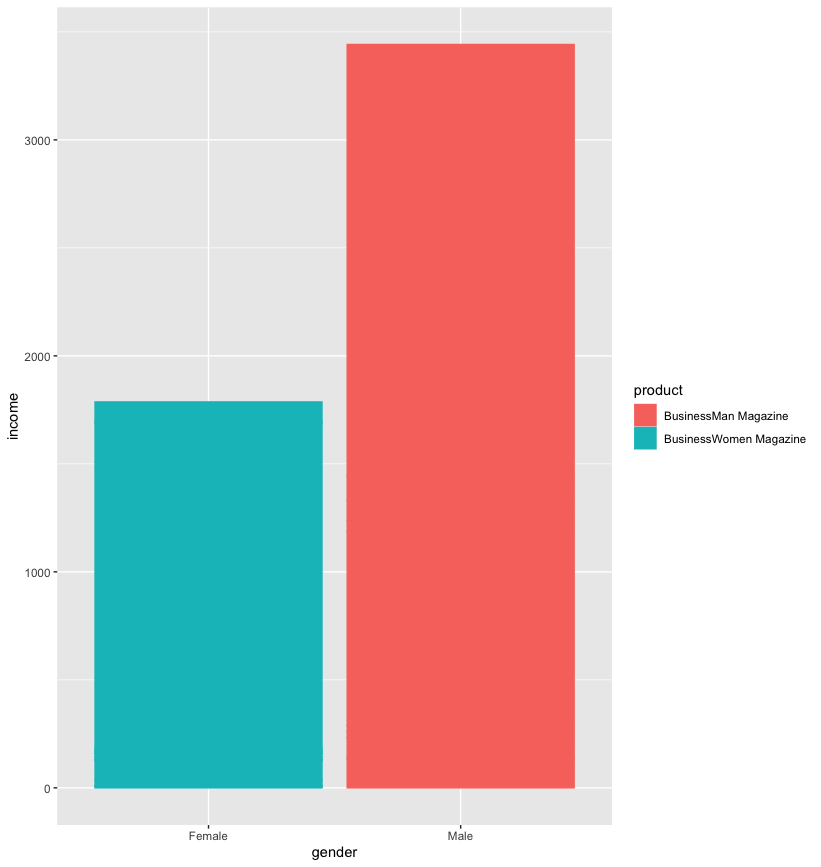 3000
2000
1000
0
income
Female
Male
gender
product
BusinessMan Magazine
BusinessWomen Magazine